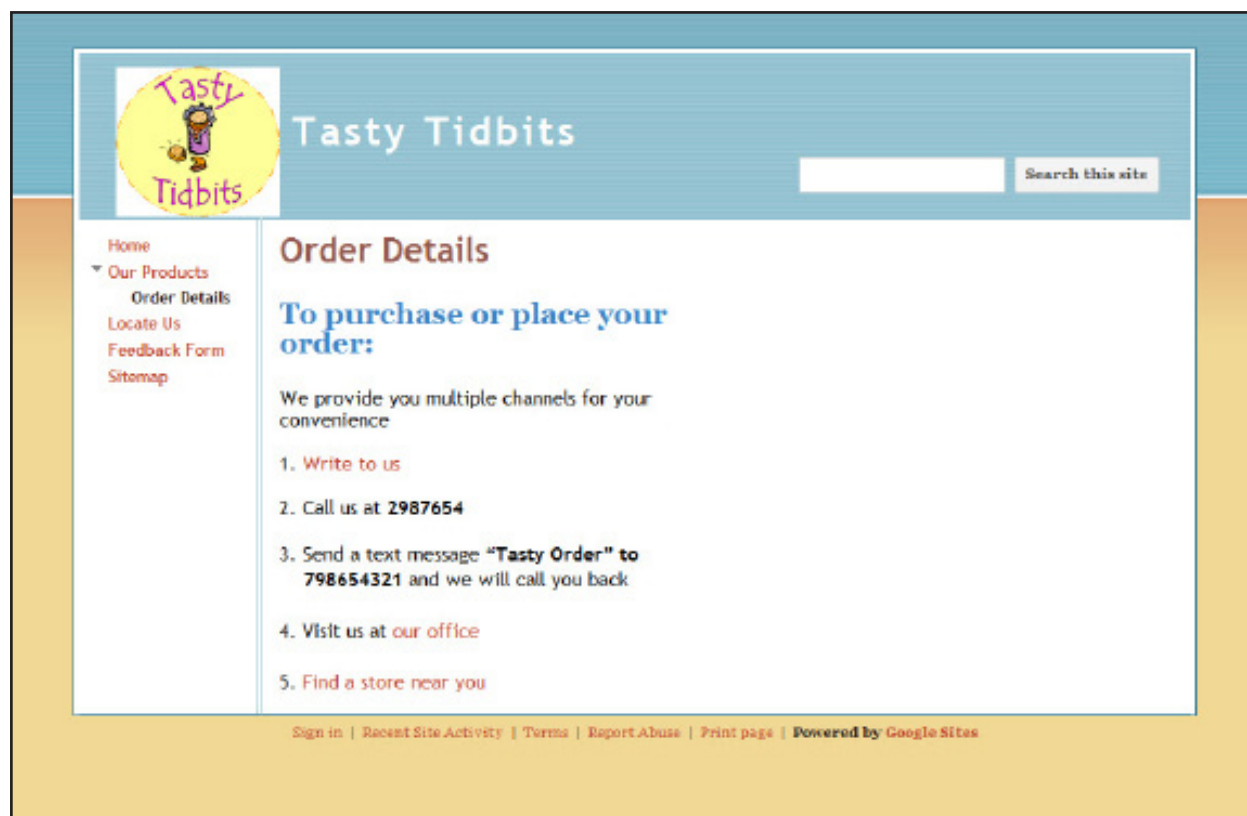 Tasty
Tidbits
Tasty Tidbits
Search this site
Home
Our Products
Order Details
Locate Us
Feedback Form
Sitemap
Order Details
To purchase or place your
order:
We provide you multiple channels for your
convenience
1. Write to us
2. Call us at 2987654
3. Send a text message “Tasty Order” to
798654321 and we will call you back
4. Visit us at our office
5. Find a store near you
Sign in | Recent Site Activity | Terms | Report Abuse | Print page | Powered by Google Sites